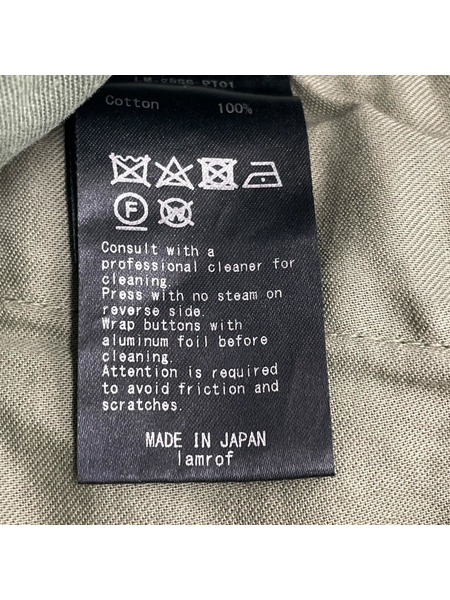 Cotton 100%
F
W
Consult with a
professional cleaner for
cleaning.
Press with no steam on
reverse side.
Wrap buttons with
aluminum foil before
cleaning.
Attention is required
to avoid friction and
scratches.
MADE IN JAPAN
lamrof